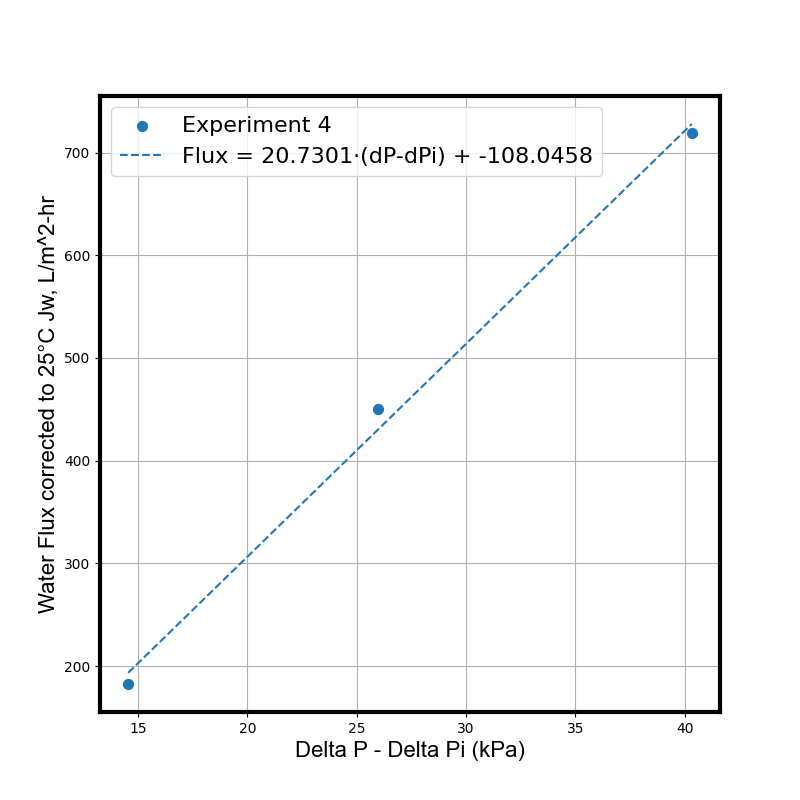 Experiment 4
Flux = 20.7301·(dP-dPi) + -108.0458
Water Flux corrected to 25°C Jw, L/m^2-hr
700
600
500
400
300
200
15 20 25 30 35 40
Delta P - Delta Pi (kPa)